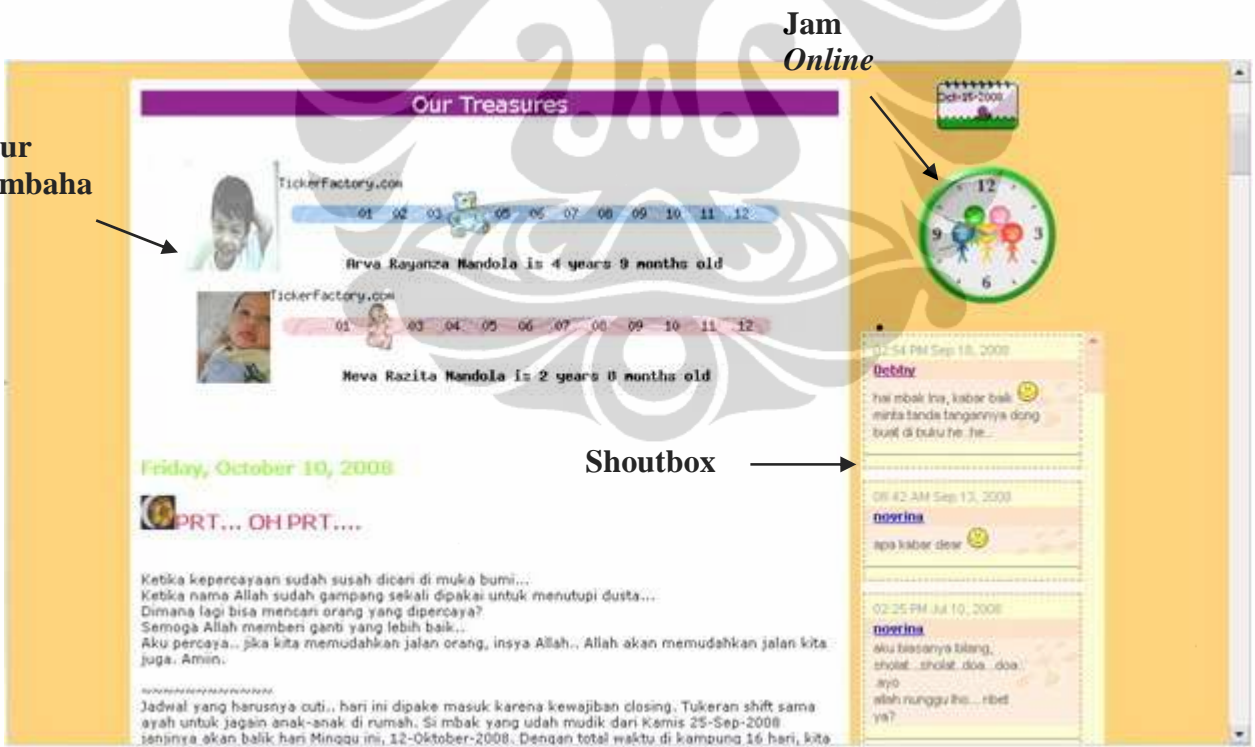 Jam
Online
ur
mbaha
Our Treasures
Oct-15-2008
TickerFactory.com
01 02 03 05 06 07 08 09 10 11 12
Arva Rayanza Nandola is 4 years 9 months old
TickerFactory.com
01 03 04 05 06 07 08 09 10 11 12
Neva Razita Nandola is 2 years 8 months old
12
3
6
9
Shoutbox
02:54 PM Sep 18, 2008
Debby
hai mbak Ina, kabar baik
minta tanda tangannya dong
buat di buku he..he...
08:42 AM Sep 13, 2008
novrina
apa kabar dear
02:25 PM Jul 10, 2008
novrina
aku biasanya bilang,
sholat...sholat..doa...doa..
ayo
allah nunggu lho... ribet
ya?
Friday, October 10, 2008
PRT... OH PRT....
Ketika kepercayaan sudah susah dicari di muka bumi...
Ketika nama Allah sudah gampang sekali dipakai untuk menutupi dusta...
Dimana lagi bisa mencari orang yang dipercaya?
Semoga Allah memberi ganti yang lebih baik..
Aku percaya.. jika kita memudahkan jalan orang, insya Allah.. Allah akan memudahkan jalan kita
juga. Amiin.
~~~~~~~~~~~~~
Jadwal yang harusnya cuti.. hari ini dipake masuk karena kewajiban closing. Tukeran shift sama
ayah untuk jagain anak-anak di rumah. Si mbak yang udah mudik dari Kamis 25-Sep-2008
janjinya akan balik hari Minggu ini, 12-Oktober-2008. Dengan total waktu di kampung 16 hari, kita